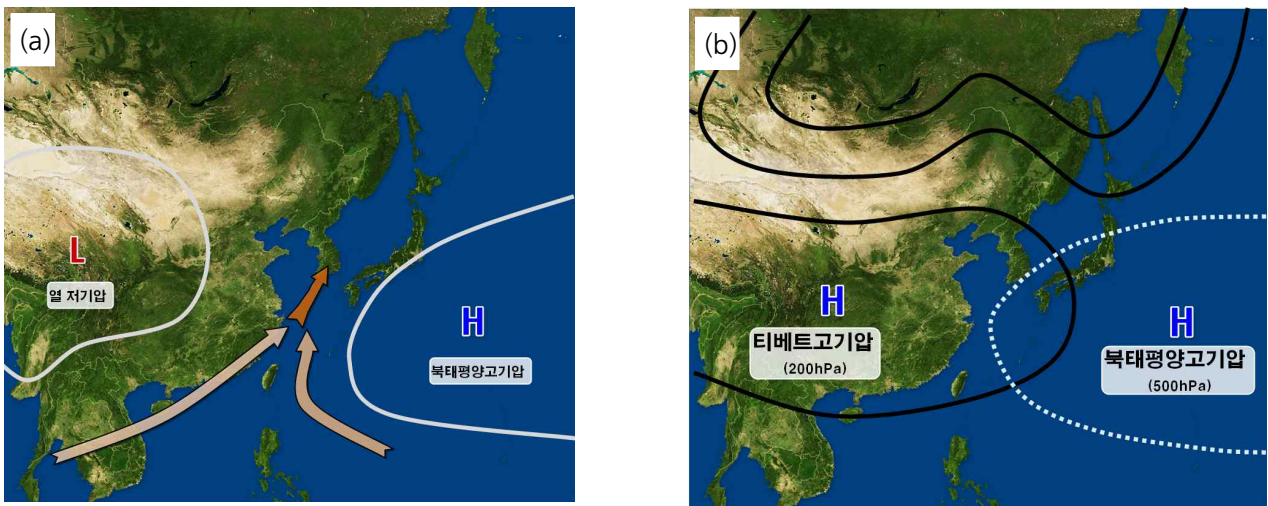 (a)
L
열 저기압
H
북태평양고기압
(b)
H
티베트고기압
(200hPa)
H
북태평양고기압
(500hPa)